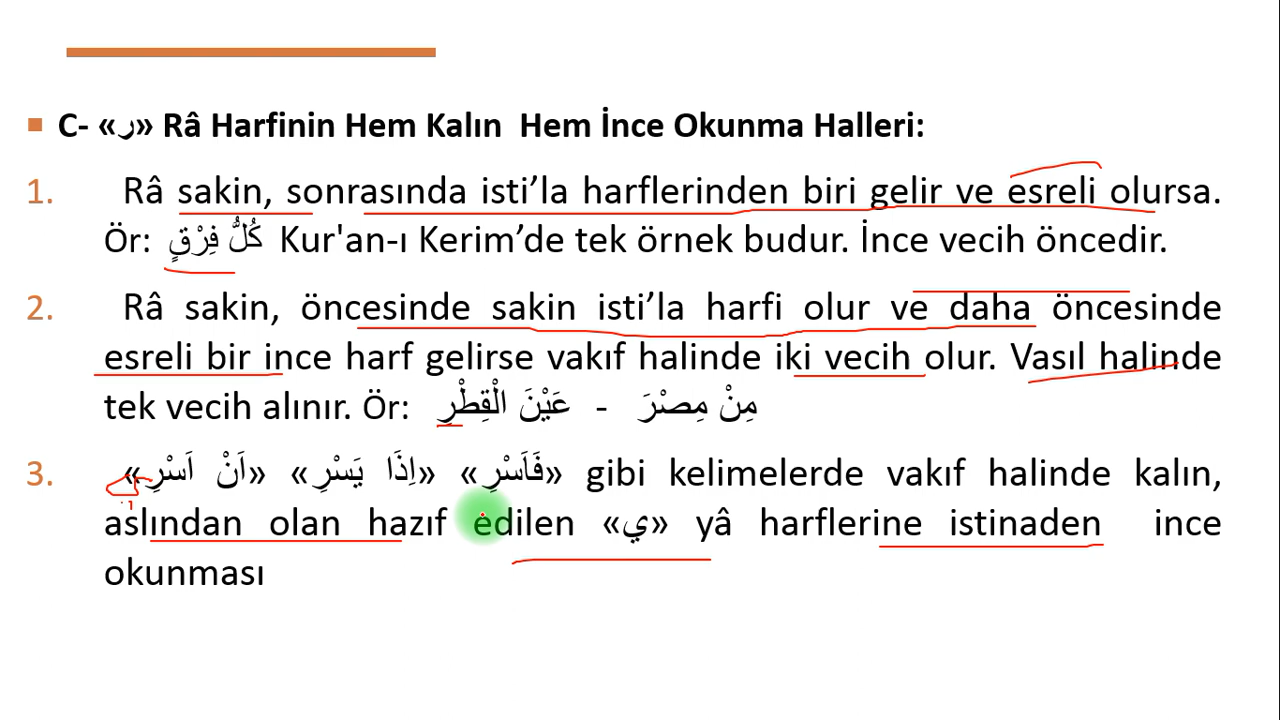 C- «ر» Râ Harfinin Hem Kalın Hem İnce Okunma Halleri:
1. Râ sakin, sonrasında isti’la harflerinden biri gelir ve esreli olursa.
Ör: كُلُّ فِرْقٍ Kur'an-ı Kerim’de tek örnek budur. İnce vecih öncedir.
2. Râ sakin, öncesinde sakin isti’la harfi olur ve daha öncesinde
esreli bir ince harf gelirse vakıf halinde iki vecih olur. Vasıl halinde
tek vecih alınır. Ör: مِنْ مِصْرَ - عَيْنَ الْقِطْرِ
3. «اَنْ اَسْرِ» «اِذَا يَسْرِ» «فَاَسْرِ» gibi kelimelerde vakıf halinde kalın,
aslından olan hazıf edilen «ي» yâ harflerine istinaden ince
okunması